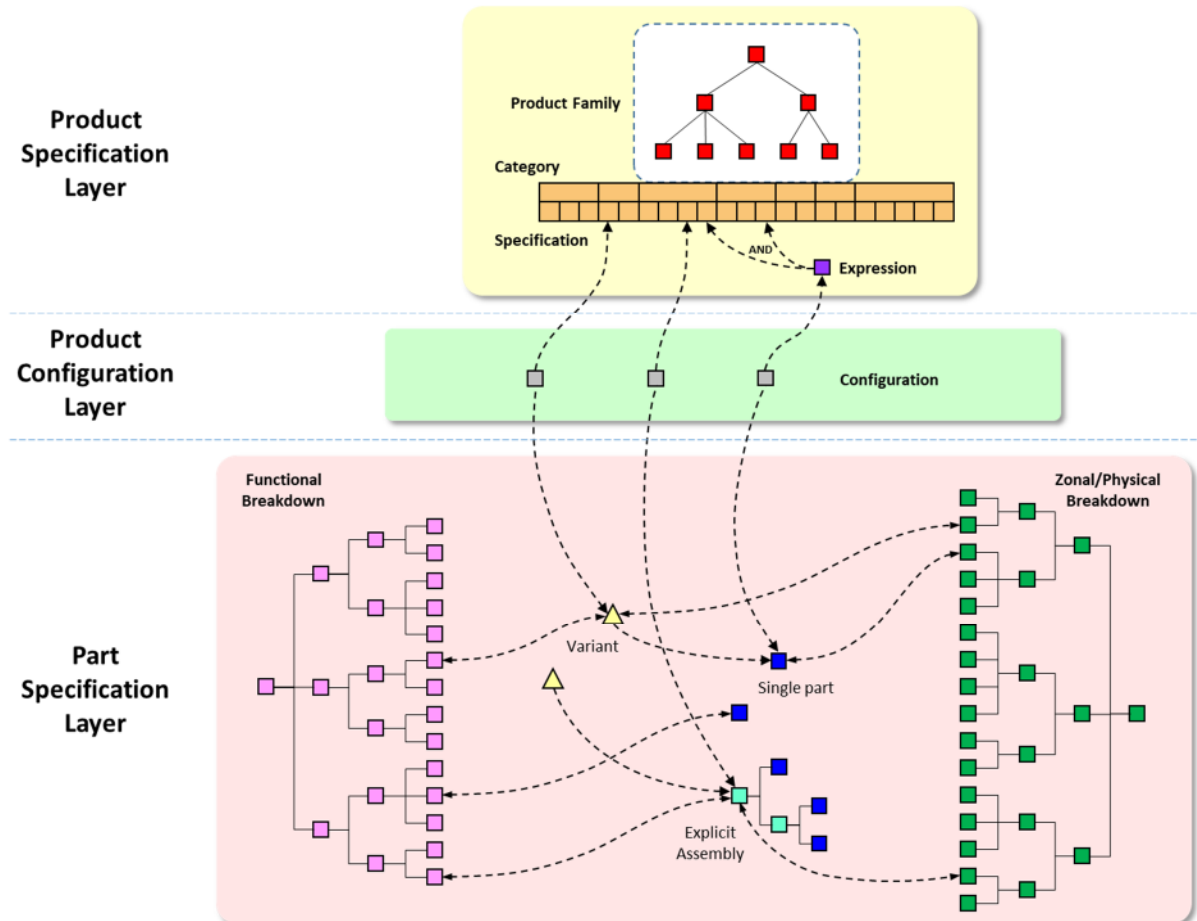 Product
Specification
Layer
Product Family
Category
Specification
AND
Expression
Product
Configuration
Layer
Configuration
Part
Specification
Layer
Functional
Breakdown
Zonal/Physical
Breakdown
Variant
Single part
Explicit
Assembly